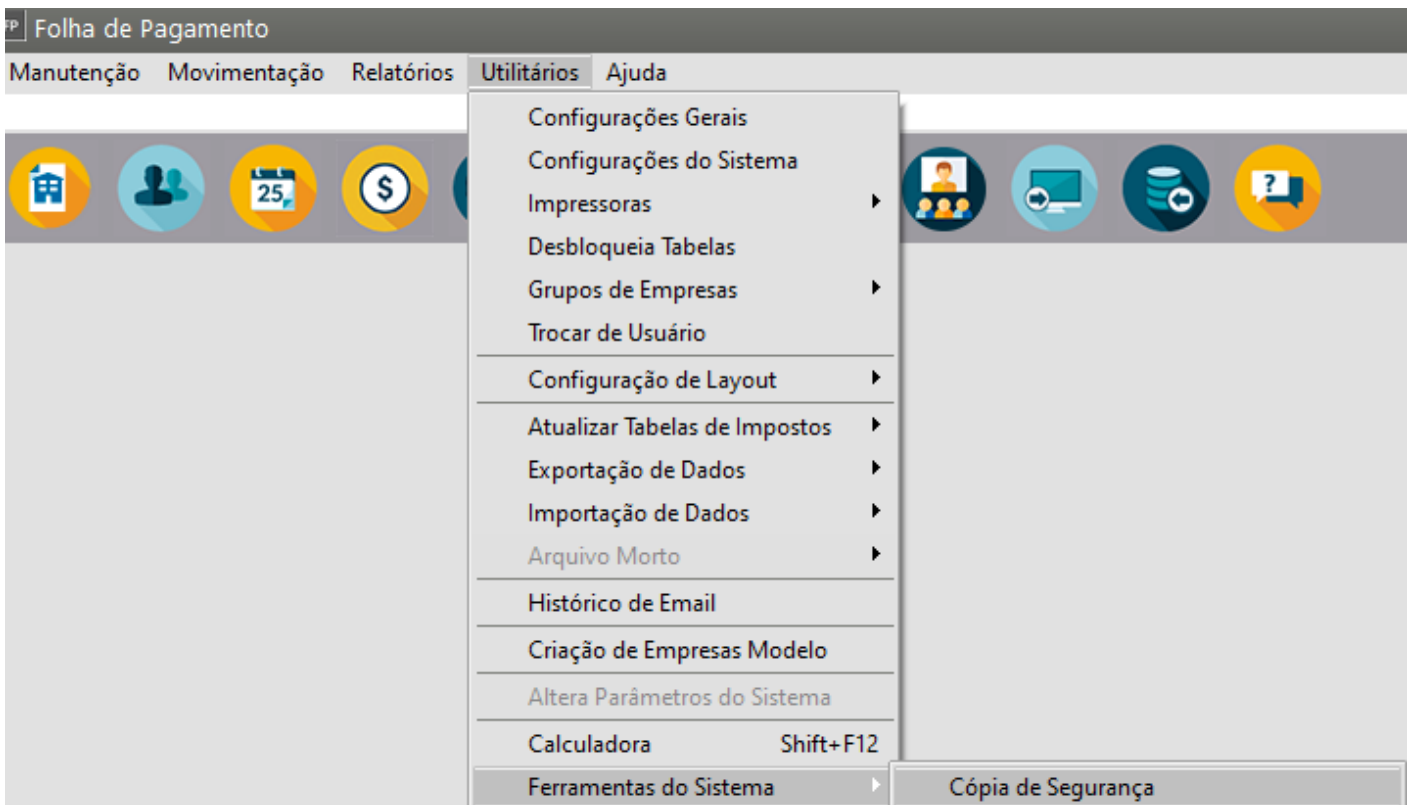 FP Folha de Pagamento
Manutenção Movimentação Relatórios Utilitários Ajuda
Configurações Gerais
Configurações do Sistema
Impressoras
Desbloqueia Tabelas
Grupos de Empresas
Trocar de Usuário
Configuração de Layout
Atualizar Tabelas de Impostos
Exportação de Dados
Importação de Dados
Arquivo Morto
Histórico de Email
Criação de Empresas Modelo
Altera Parâmetros do Sistema
Calculadora Shift+F12
Ferramentas do Sistema Cópia de Segurança
25
$
?